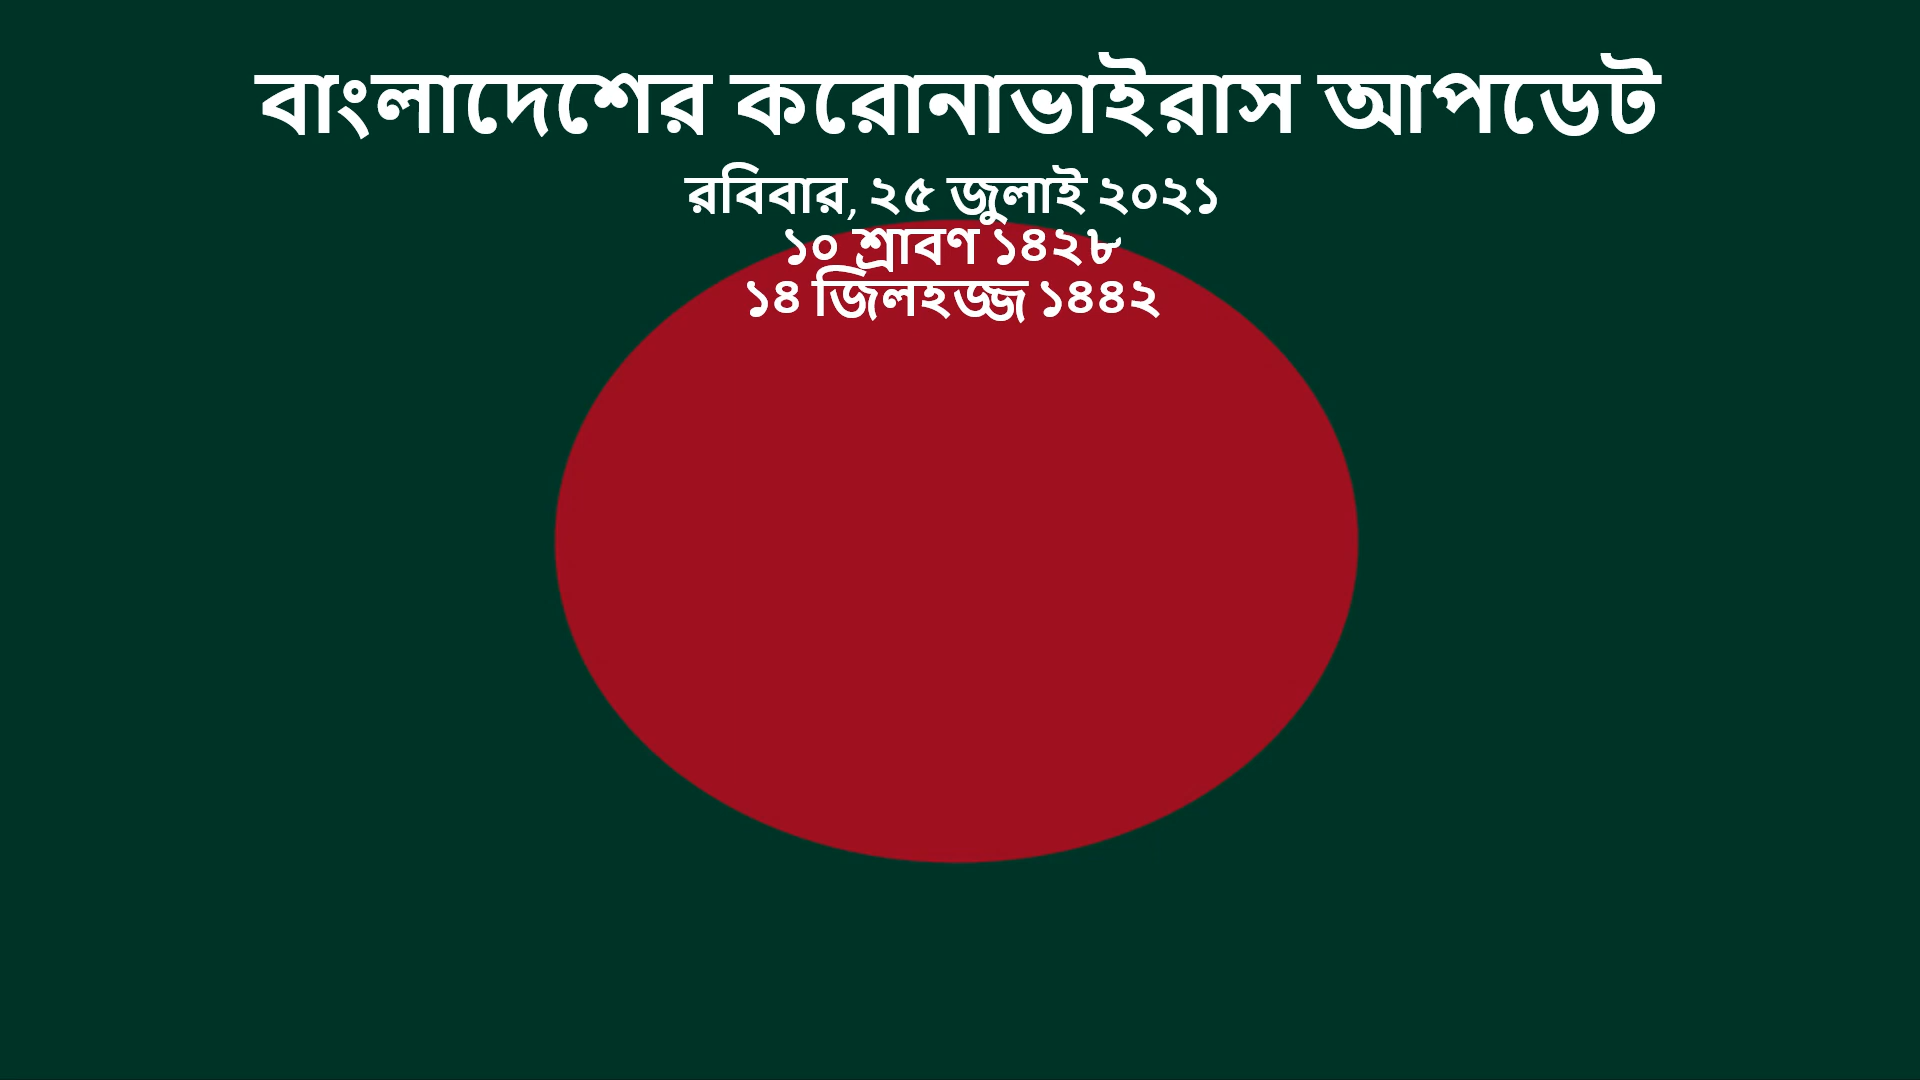 বাংলাদেশের করোনাভাইরাস আপডেট
রবিবার, ২৫ জুলাই ২০২১
১০ শ্রাবণ ১৪২৮
১৪ জিলহজ্জ ১৪৪২